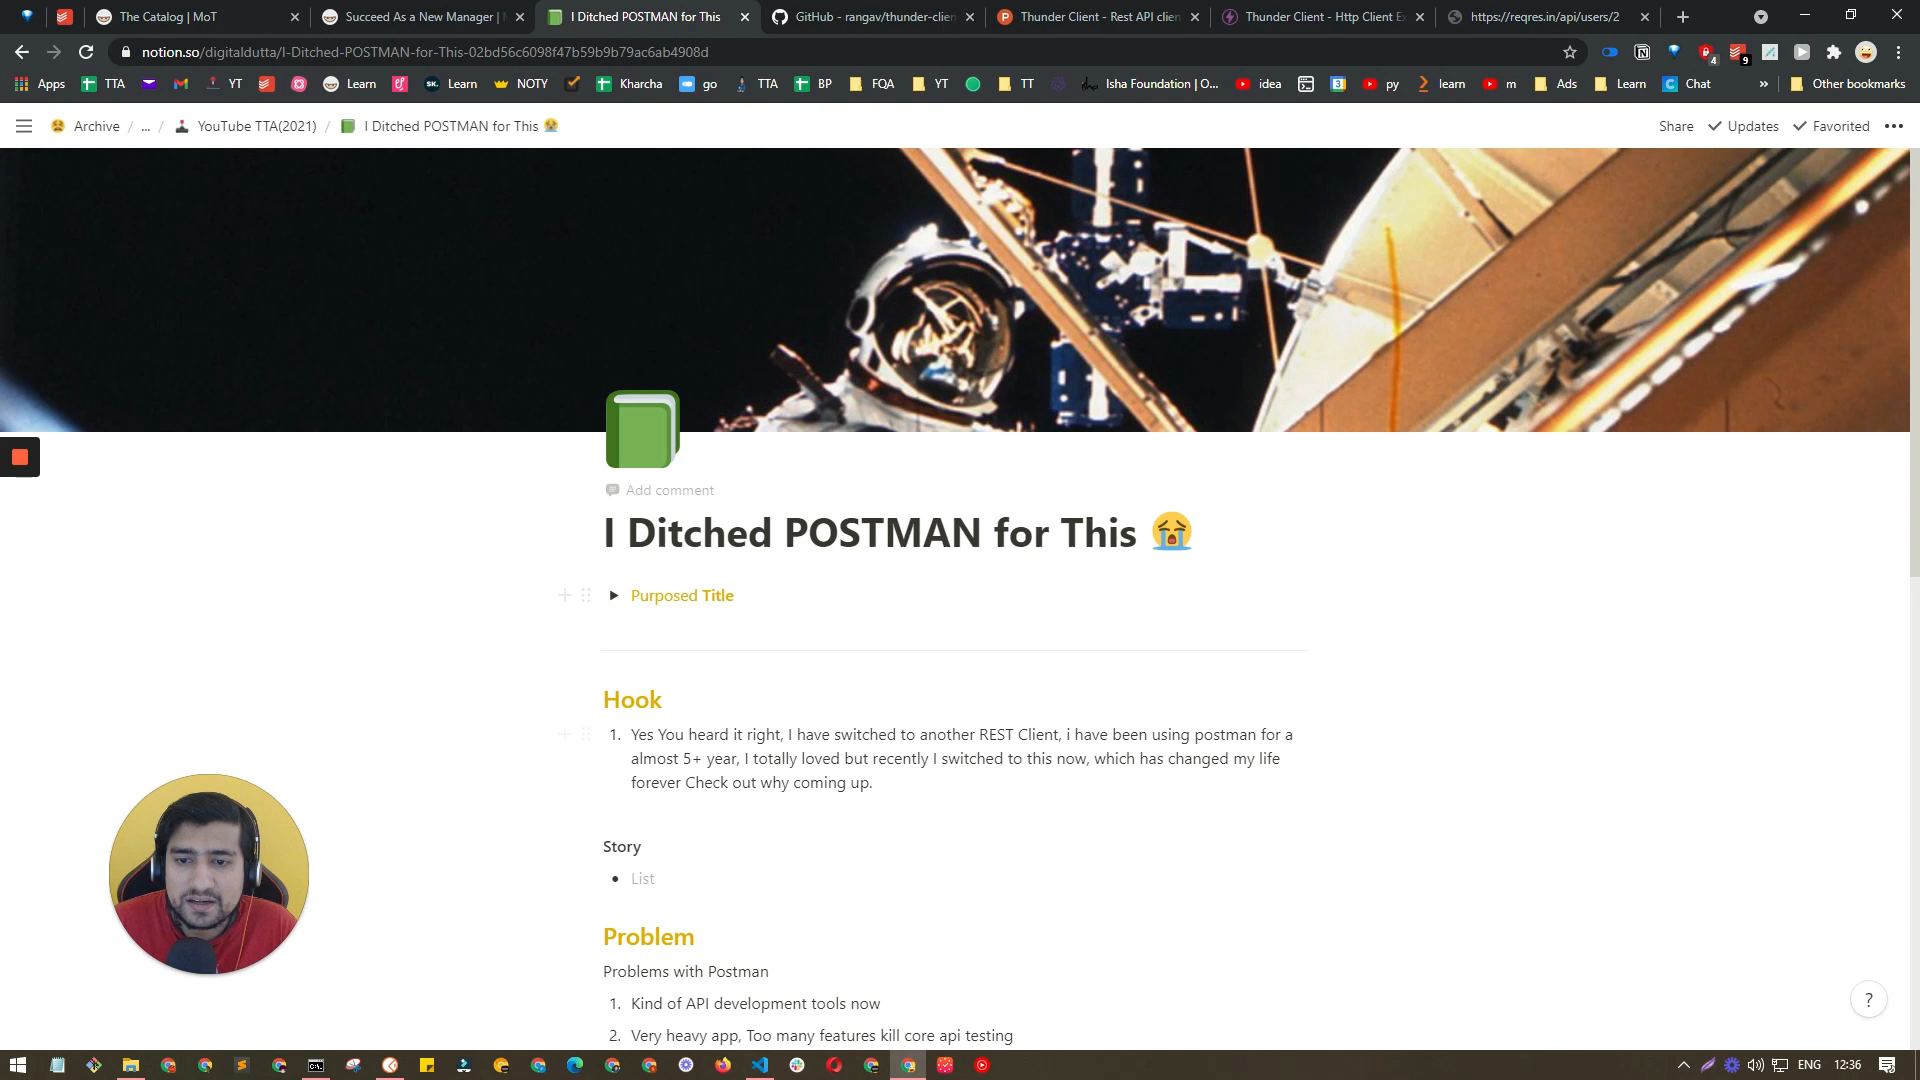 The Catalog | MoT
Succeed As a New Manager |
I Ditched POSTMAN for This
GitHub - rangav/thunder-clien
Thunder Client - Rest API clien
Thunder Client - Http Client Ex
https://reqres.in/api/users/2
notion.so/digitaldutta/I-Ditched-POSTMAN-for-This-02bd56c6098f47b59b9b79ac6ab4908d
4
9
Apps
TTA
YT
Learn
Learn
NOTY
Kharcha
go
TTA
BP
FQA
YT
TT
Isha Foundation | O...
idea
3
py
learn
m
Ads
Learn
Chat
»
Other bookmarks
Archive / ... / YouTube TTA(2021) / I Ditched POSTMAN for This 😭
Share
Updates
Favorited
Add comment
I Ditched POSTMAN for This 😭
Purposed Title
Hook
1. Yes You heard it right, I have switched to another REST Client, i have been using postman for a
almost 5+ year, I totally loved but recently I switched to this now, which has changed my life
forever Check out why coming up.
Story
• List
Problem
Problems with Postman
1. Kind of API development tools now
2. Very heavy app, Too many features kill core api testing
?
ENG
12:36